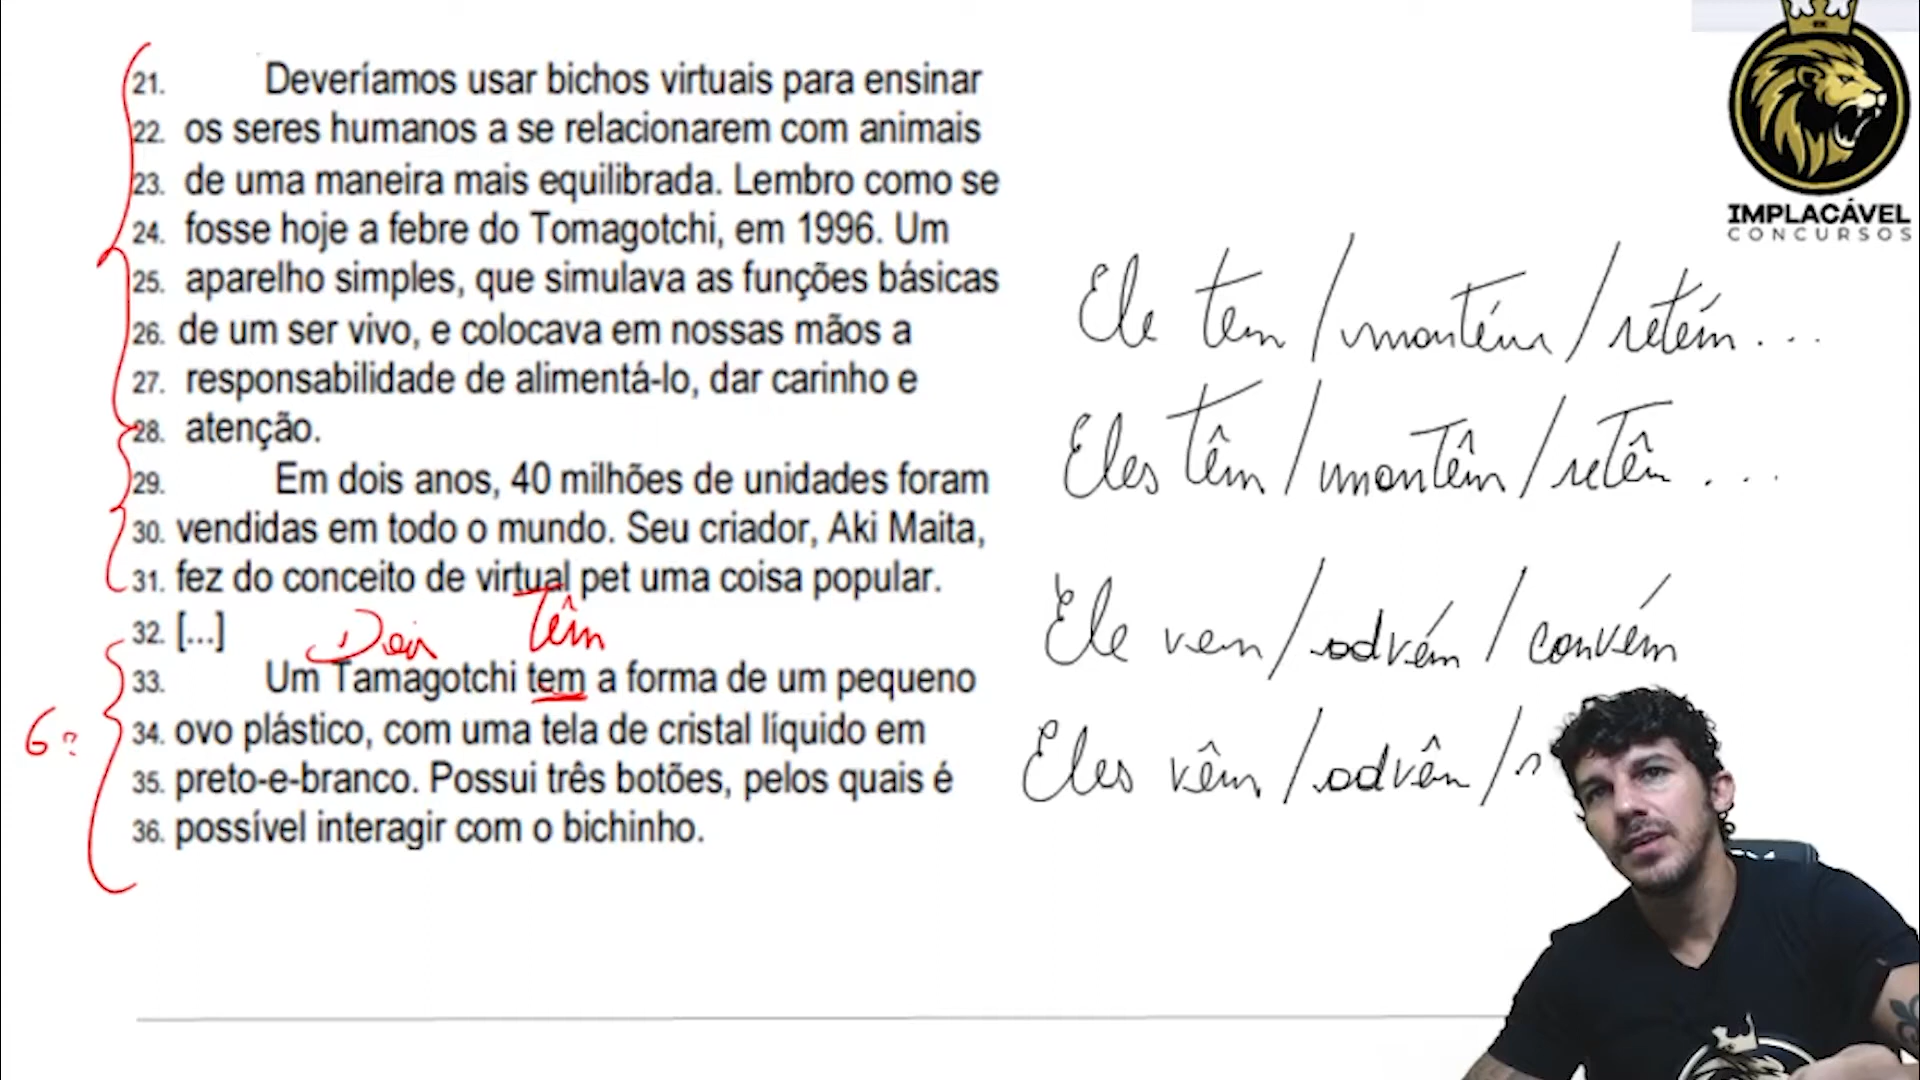 21. Deveríamos usar bichos virtuais para ensinar
22. os seres humanos a se relacionarem com animais
23. de uma maneira mais equilibrada. Lembro como se
24. fosse hoje a febre do Tomagotchi, em 1996. Um
25. aparelho simples, que simulava as funções básicas
26. de um ser vivo, e colocava em nossas mãos a
27. responsabilidade de alimentá-lo, dar carinho e
28. atenção.
29. Em dois anos, 40 milhões de unidades foram
30. vendidas em todo o mundo. Seu criador, Aki Maita,
31. fez do conceito de virtual pet uma coisa popular.
32. [...]
Dois têm
33. Um Tamagotchi tem a forma de um pequeno
34. ovo plástico, com uma tela de cristal líquido em
35. preto-e-branco. Possui três botões, pelos quais é
36. possível interagir com o bichinho.
6º
IMPLACÁVEL
CONCURSOS
Ele tem / mantém / retém...
Eles têm / mantêm / retêm...
Ele vem / advém / convém
Eles vêm / advêm /